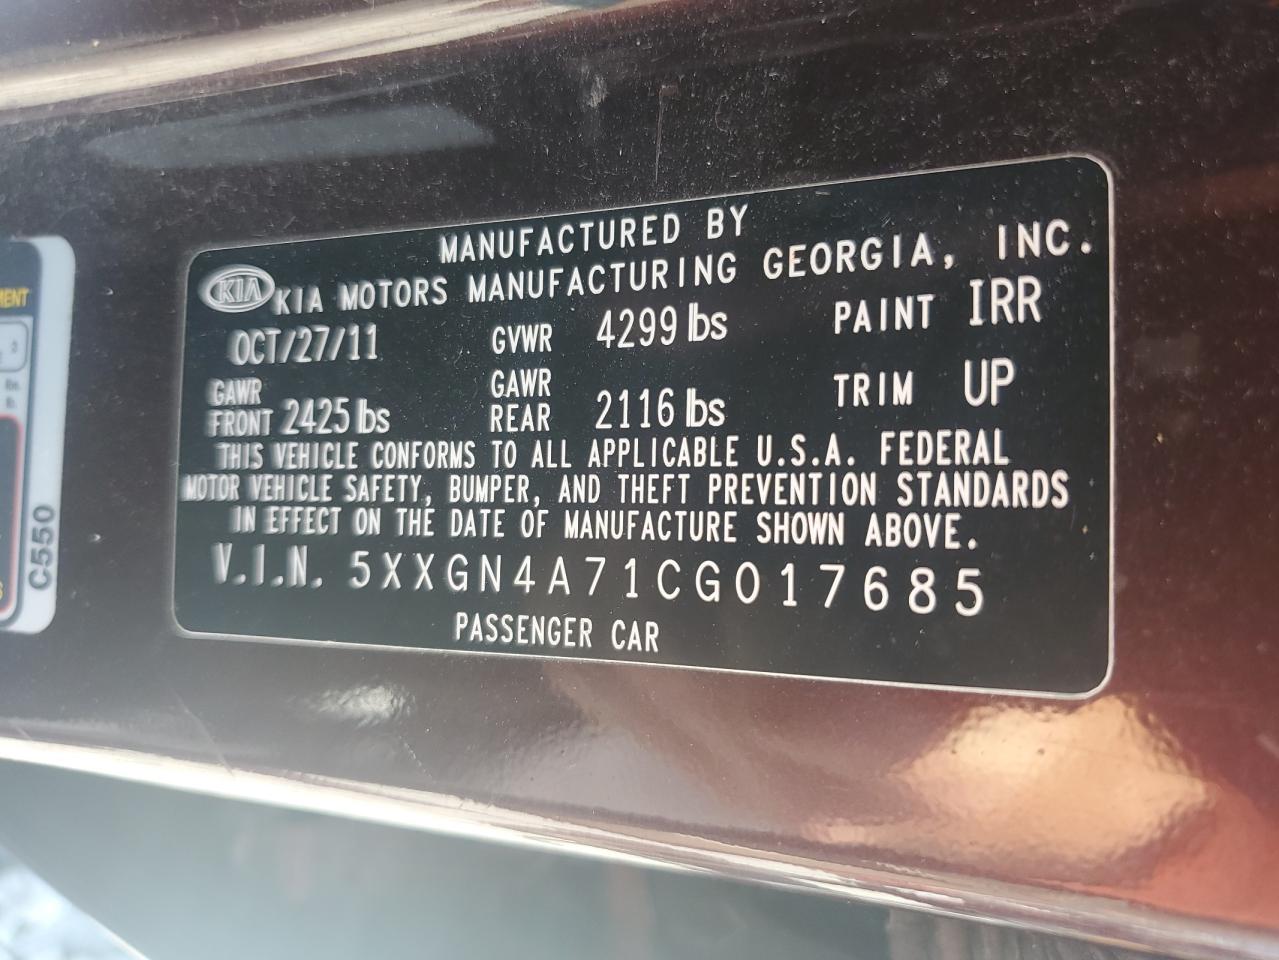 MENT
MANUFACTURED BY
KIA KIA MOTORS MANUFACTURING GEORGIA, INC.
OCT/27/11 GVWR 4299 lbs PAINT IRR
GAWR FRONT 2425 lbs GAWR REAR 2116 lbs TRIM UP
THIS VEHICLE CONFORMS TO ALL APPLICABLE U.S.A. FEDERAL
MOTOR VEHICLE SAFETY, BUMPER, AND THEFT PREVENTION STANDARDS
IN EFFECT ON THE DATE OF MANUFACTURE SHOWN ABOVE.
V.I.N. 5XXGN4A71CG017685
PASSENGER CAR
C550